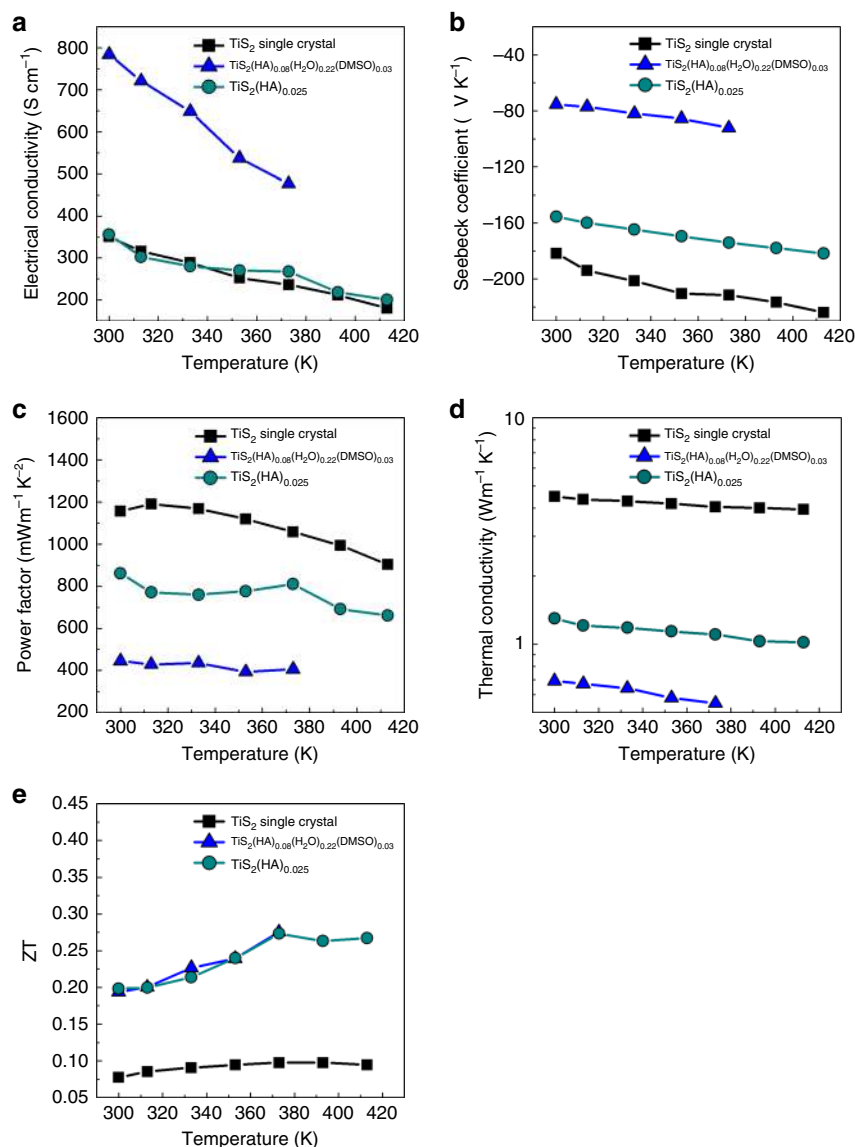 a
800
700
600
500
400
300
200
Electrical conductivity (S cm⁻¹)
TiS₂ single crystal
TiS₂(HA)₀.₀₈(H₂O)₀.₂₂(DMSO)₀.₀₃
TiS₂(HA)₀.₀₂₅
300 320 340 360 380 400 420
Temperature (K)
b
−40
−80
−120
−160
−200
Seebeck coefficient ( V K⁻¹)
TiS₂ single crystal
TiS₂(HA)₀.₀₈(H₂O)₀.₂₂(DMSO)₀.₀₃
TiS₂(HA)₀.₀₂₅
300 320 340 360 380 400 420
Temperature (K)
c
1600
1400
1200
1000
800
600
400
200
Power factor (mWm⁻¹ K⁻²)
TiS₂ single crystal
TiS₂(HA)₀.₀₈(H₂O)₀.₂₂(DMSO)₀.₀₃
TiS₂(HA)₀.₀₂₅
300 320 340 360 380 400 420
Temperature (K)
d
10
1
Thermal conductivity (Wm⁻¹ K⁻¹)
TiS₂ single crystal
TiS₂(HA)₀.₀₈(H₂O)₀.₂₂(DMSO)₀.₀₃
TiS₂(HA)₀.₀₂₅
300 320 340 360 380 400 420
Temperature (K)
e
0.45
0.40
0.35
0.30
0.25
0.20
0.15
0.10
0.05
ZT
TiS₂ single crystal
TiS₂(HA)₀.₀₈(H₂O)₀.₂₂(DMSO)₀.₀₃
TiS₂(HA)₀.₀₂₅
300 320 340 360 380 400 420
Temperature (K)